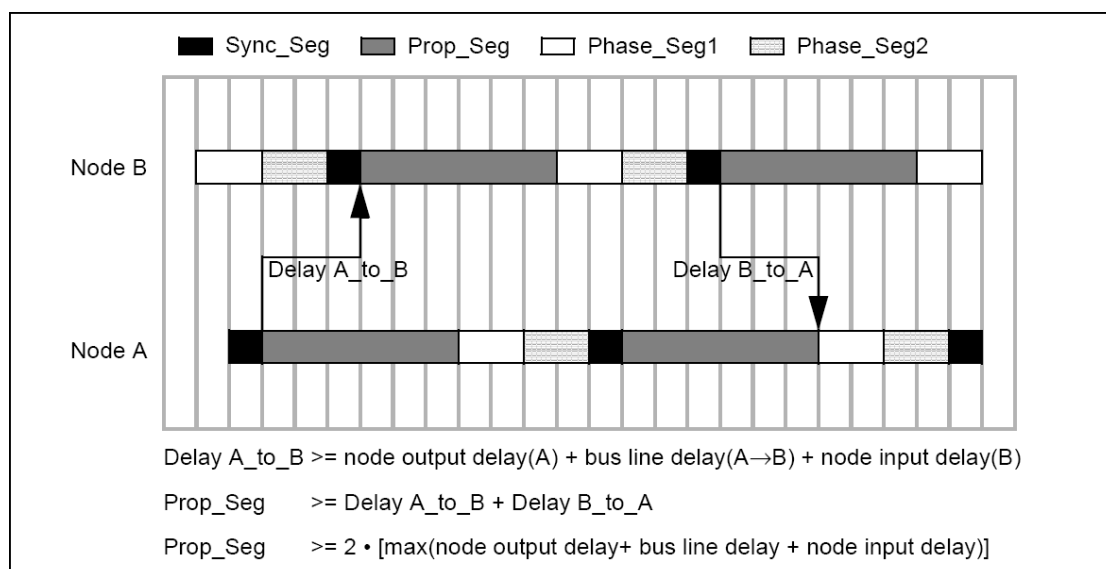 Sync_Seg Prop_Seg Phase_Seg1 Phase_Seg2
Node B
Delay A_to_B
Delay B_to_A
Node A
Delay A_to_B >= node output delay(A) + bus line delay(A→B) + node input delay(B)
Prop_Seg >= Delay A_to_B + Delay B_to_A
Prop_Seg >= 2 • [max(node output delay+ bus line delay + node input delay)]